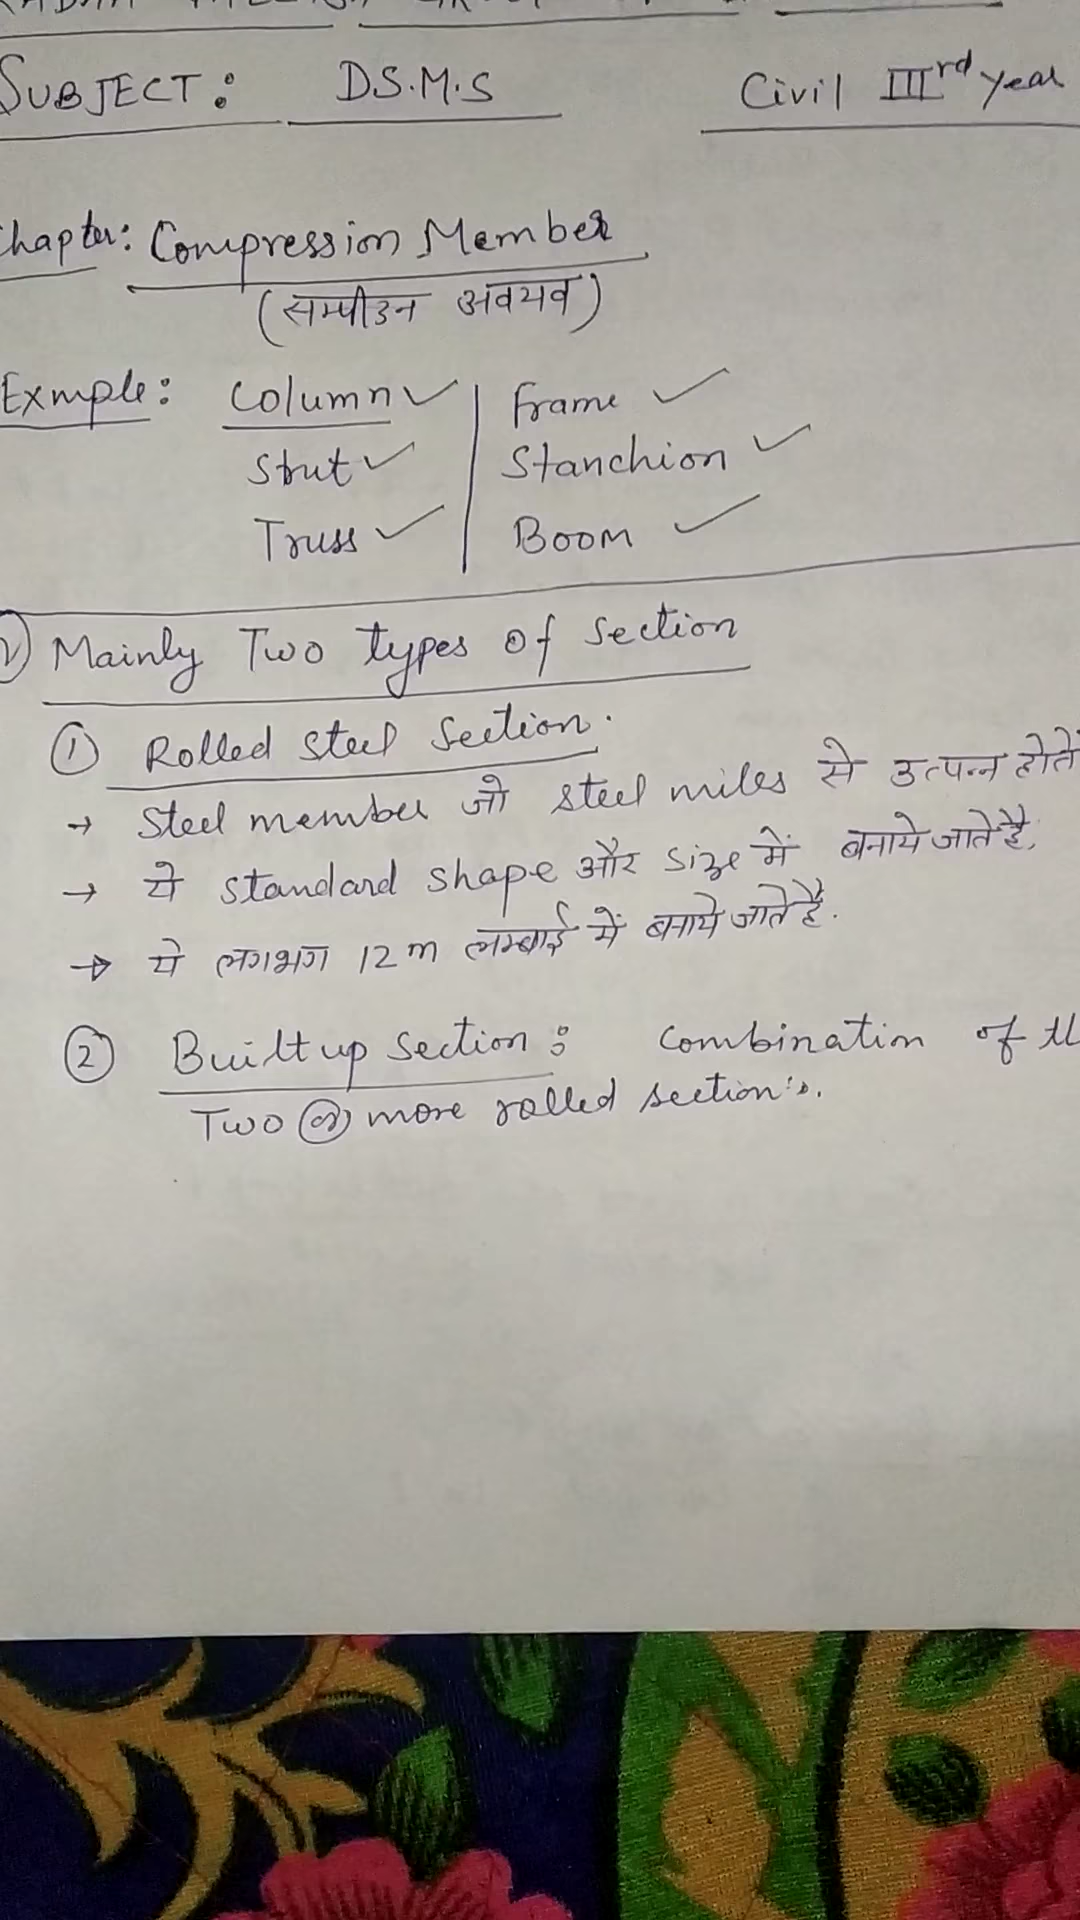 SUBJECT: DS.M.S Civil IIIrd year
Chapter: Compression Member
(सम्पीडन अवयव)
Exmple: Column ✓ | Frame ✓
Strut ✓ | Stanchion ✓
Truss ✓ | Boom ✓
Mainly Two types of section
① Rolled steel section.
→ Steel member जो steel miles से उत्पन्न होते
→ ये standard shape और size में बनाये जाते है.
→ ये लगभग 12m लम्बाई में बनाये जाते है.
② Built up section: Combination of
Two (or) more rolled section's.